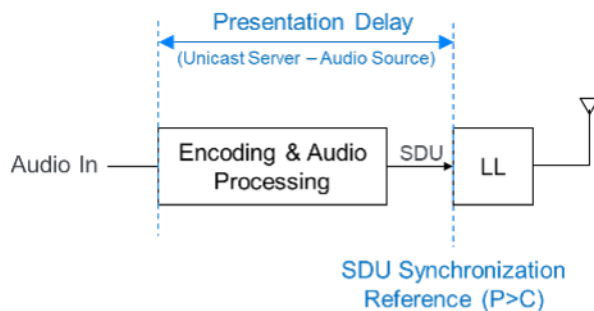 Presentation Delay
(Unicast Server – Audio Source)
Audio In
Encoding & Audio
Processing
SDU
LL
SDU Synchronization
Reference (P>C)